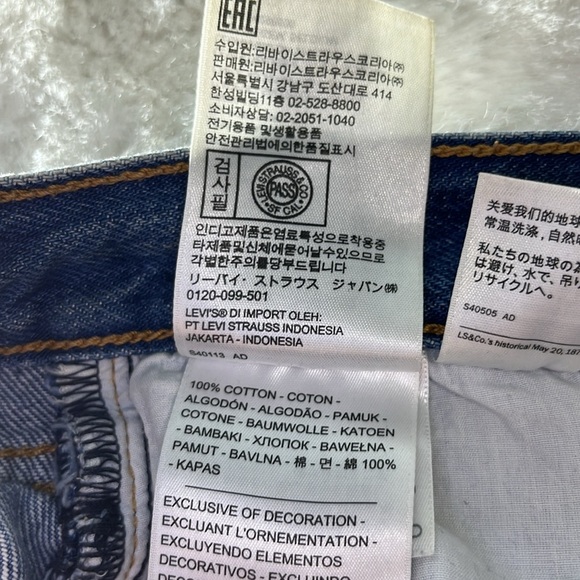 EAC
수입원:리바이스트라우스코리아㈜
판매원:리바이스트라우스코리아㈜
서울특별시 강남구 도산대로 414
한성빌딩11층 02-528-8800
소비자상담: 02-2051-1040
전기용품 및생활용품
안전관리법에의한품질표시
검사필
LEVI STRAUSS & CO
PASS
SF CAL
인디고제품은염료특성으로착용중
타제품및신체에묻어날수있으므로
각별한주의를당부드립니다
リーバイ・ストラウス ジャパン㈱
0120-099-501
LEVI'S® DI IMPORT OLEH:
PT LEVI STRAUSS INDONESIA
JAKARTA - INDONESIA
S40113 AD
100% COTTON - COTON -
ALGODÓN - ALGODÃO - PAMUK -
COTONE - BAUMWOLLE - KATOEN
- BAMBAKI - ХЛОПОК - BAWEŁNA -
PAMUT - BAVLNA - 棉 - 면 - 綿 100%
- KAPAS
EXCLUSIVE OF DECORATION -
EXCLUANT L'ORNEMENTATION -
EXCLUYENDO ELEMENTOS
DECORATIVOS - EXCLUINDO
关爱我们的地球
常温洗涤，自然
私たちの地球の
は避け、水で、吊り
リサイクルへ。
S40505 AD
LS&Co.'s historical May 20, 187